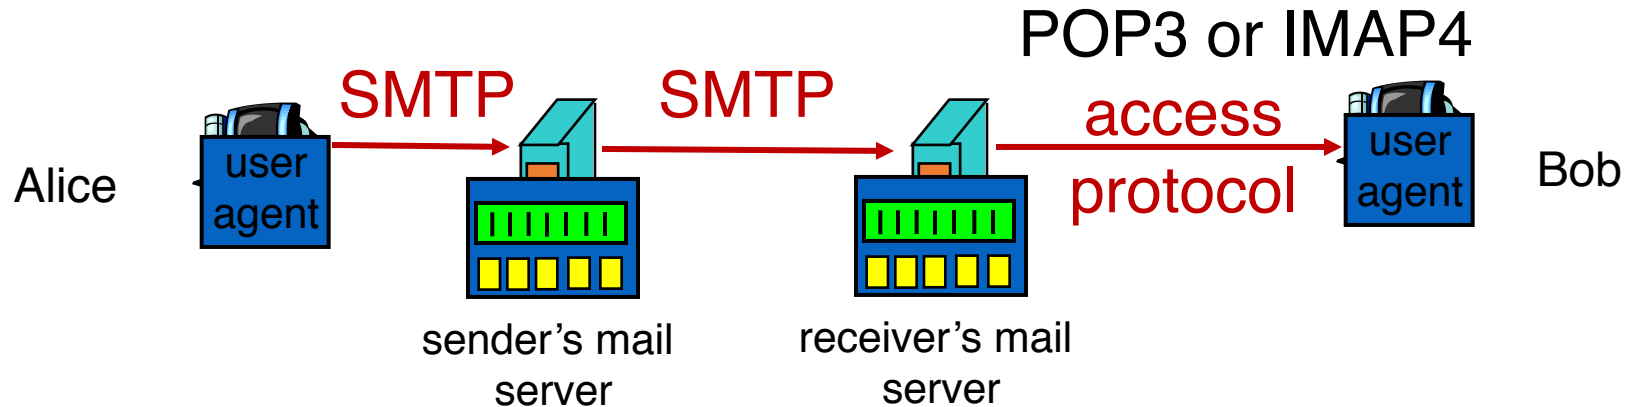 POP3 or IMAP4
SMTP
SMTP
access
protocol
Alice
user
agent
user
agent
Bob
sender’s mail
server
receiver’s mail
server